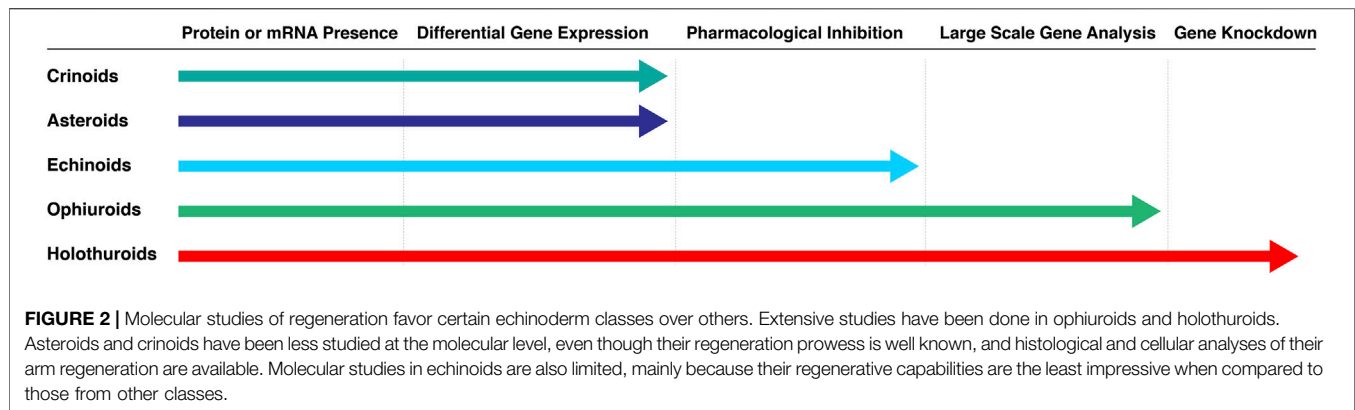 Protein or mRNA Presence Differential Gene Expression Pharmacological Inhibition Large Scale Gene Analysis Gene Knockdown
Crinoids
Asteroids
Echinoids
Ophiuroids
Holothuroids
FIGURE 2 | Molecular studies of regeneration favor certain echinoderm classes over others. Extensive studies have been done in ophiuroids and holothuroids.
Asteroids and crinoids have been less studied at the molecular level, even though their regeneration prowess is well known, and histological and cellular analyses of their
arm regeneration are available. Molecular studies in echinoids are also limited, mainly because their regenerative capabilities are the least impressive when compared to
those from other classes.